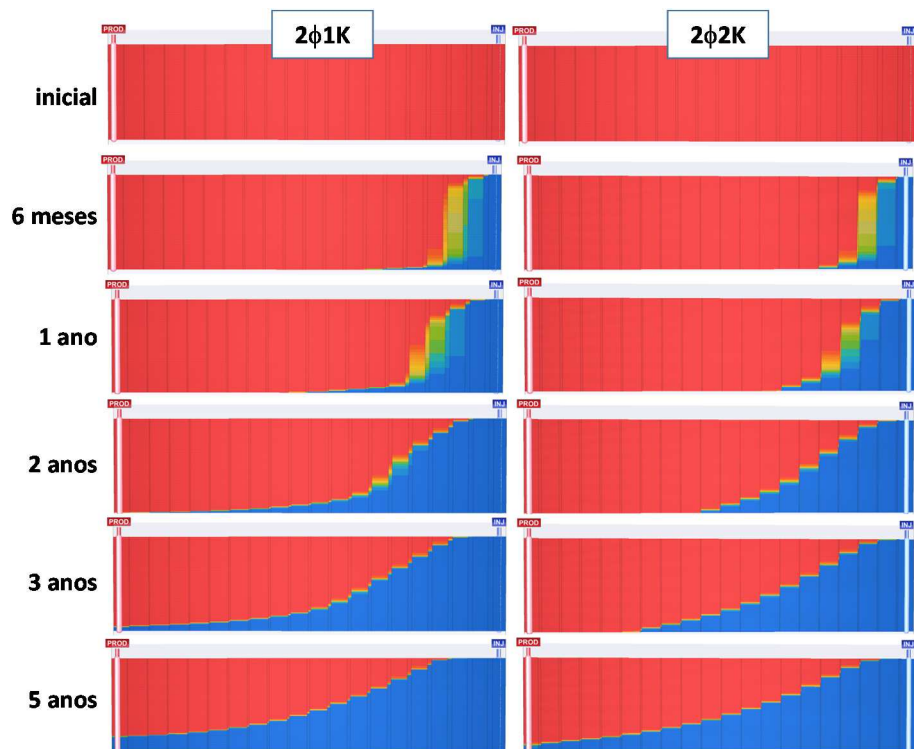 2ϕ1K 2ϕ2K
PROD INJ PROD INJ
inicial
PROD INJ PROD INJ
6 meses
PROD INJ PROD INJ
1 ano
PROD INJ PROD INJ
2 anos
PROD INJ PROD INJ
3 anos
PROD INJ PROD INJ
5 anos